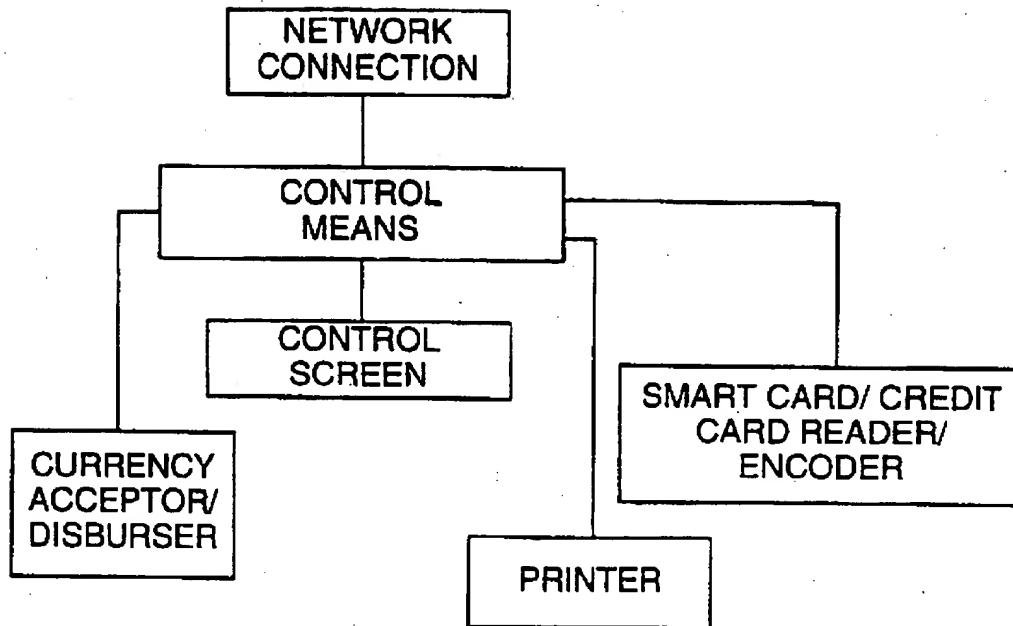 NETWORK
CONNECTION
CONTROL
MEANS
CONTROL
SCREEN
SMART CARD/ CREDIT
CARD READER/
ENCODER
CURRENCY
ACCEPTOR/
DISBURSER
PRINTER